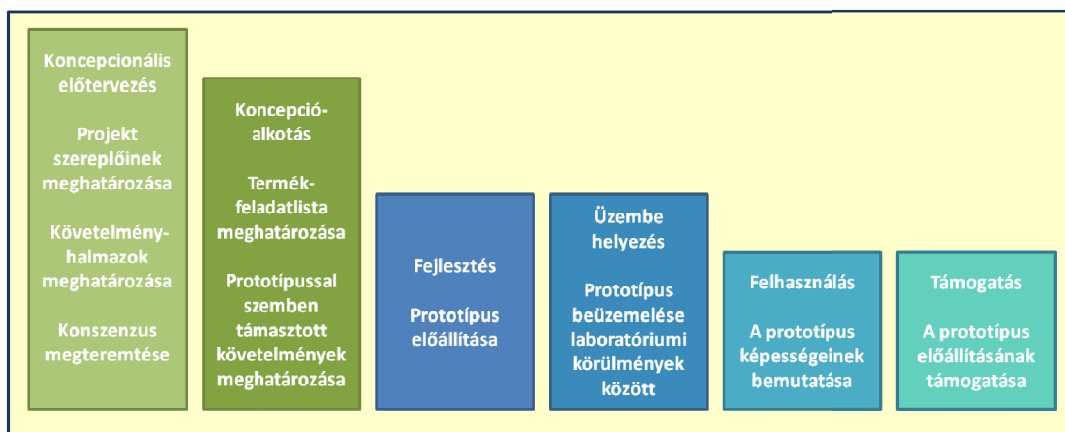 Koncepcionális
előtervezés
Projekt
szereplőinek
meghatározása
Követelmény-
halmazok
meghatározása
Konszenzus
megteremtése
Koncepció-
alkotás
Termék-
feladatlista
meghatározása
Prototípussal
szemben
támasztott
követelmények
meghatározása
Fejlesztés
Prototípus
előállítása
Üzembe
helyezés
Prototípus
beüzemelése
laboratóriumi
körülmények
között
Felhasználás
A prototípus
képességeinek
bemutatása
Támogatás
A prototípus
előállításának
támogatása